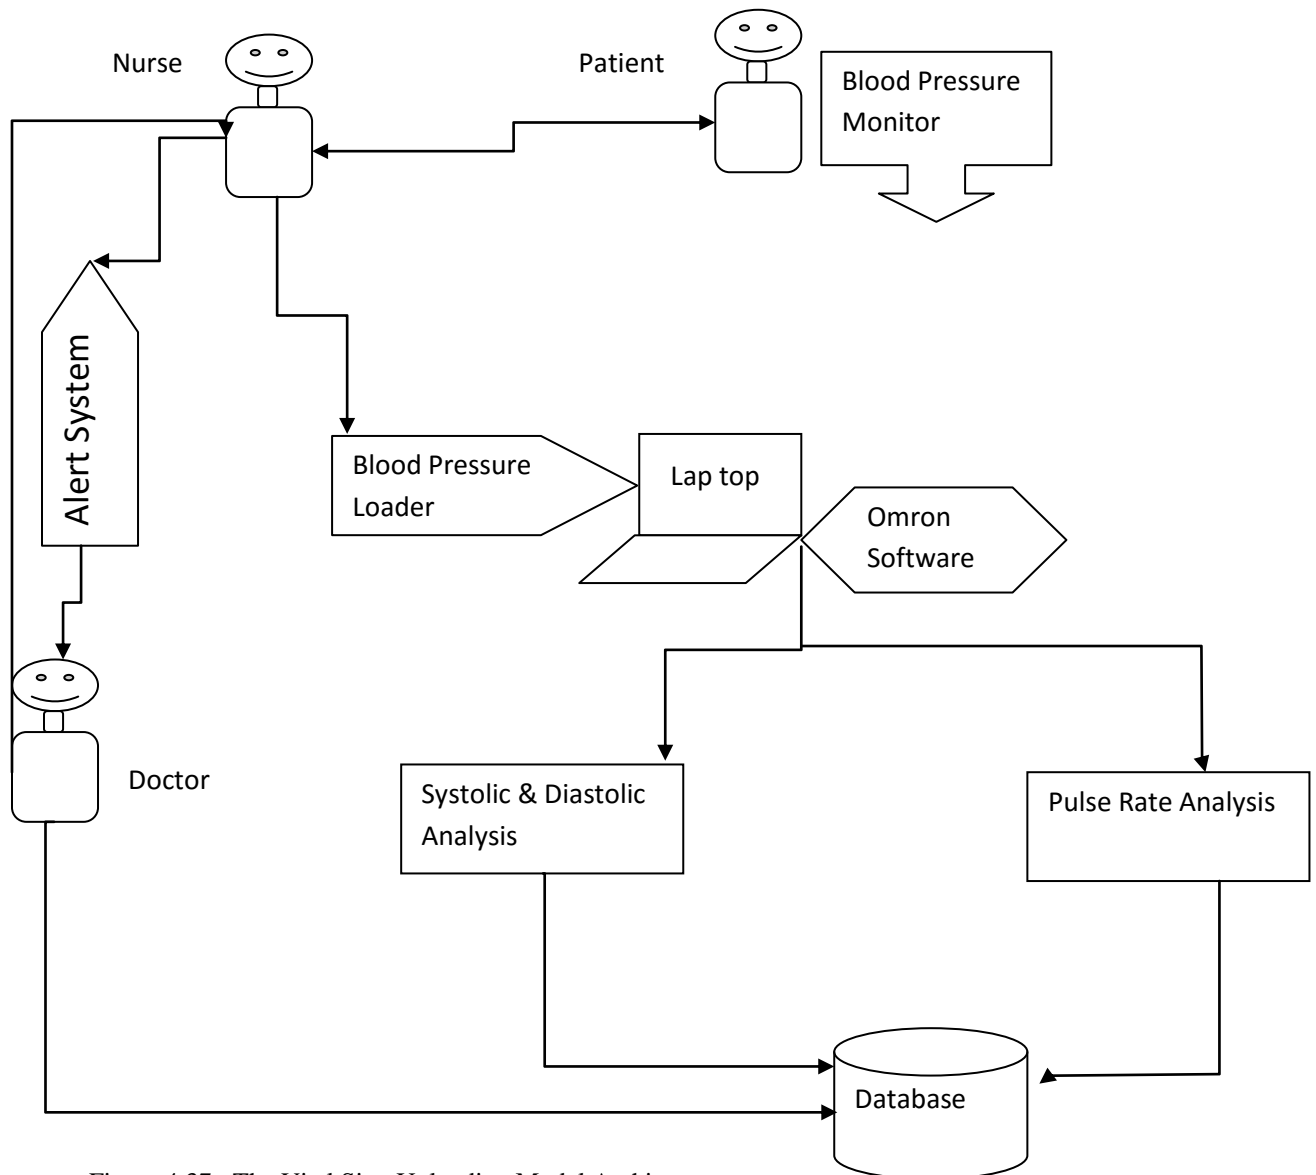 Nurse
Patient
Blood Pressure
Monitor
Alert System
Blood Pressure
Loader
Lap top
Omron
Software
Doctor
Systolic & Diastolic
Analysis
Pulse Rate Analysis
Database